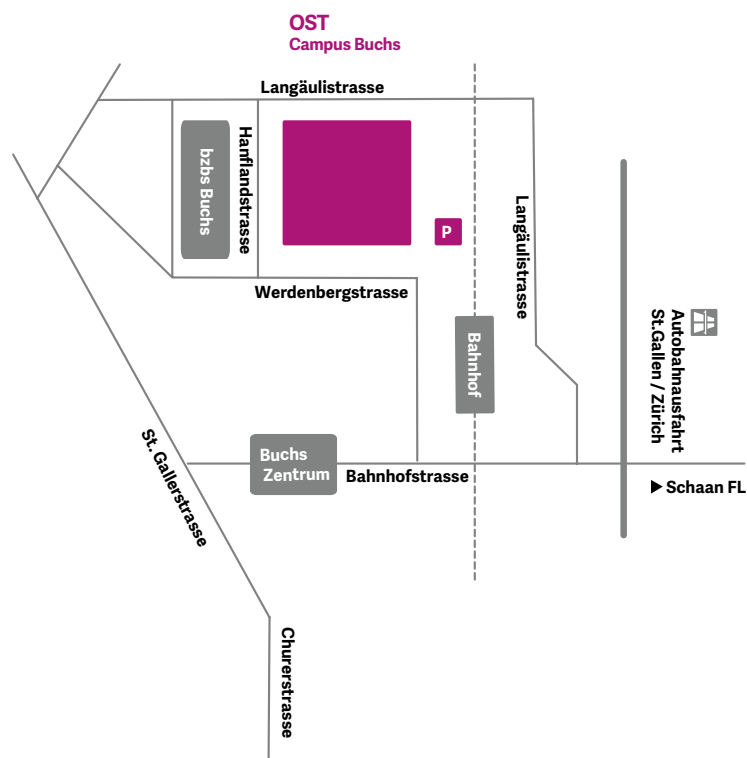 OST
Campus Buchs
Langäulistrasse
bzbs Buchs
Hanflandstrasse
P
Langäulistrasse
Werdenbergstrasse
Bahnhof
Autobahnausfahrt
St.Gallen / Zürich
St. Gallerstrasse
Buchs
Zentrum
Bahnhofstrasse
Schaan FL
Churerstrasse